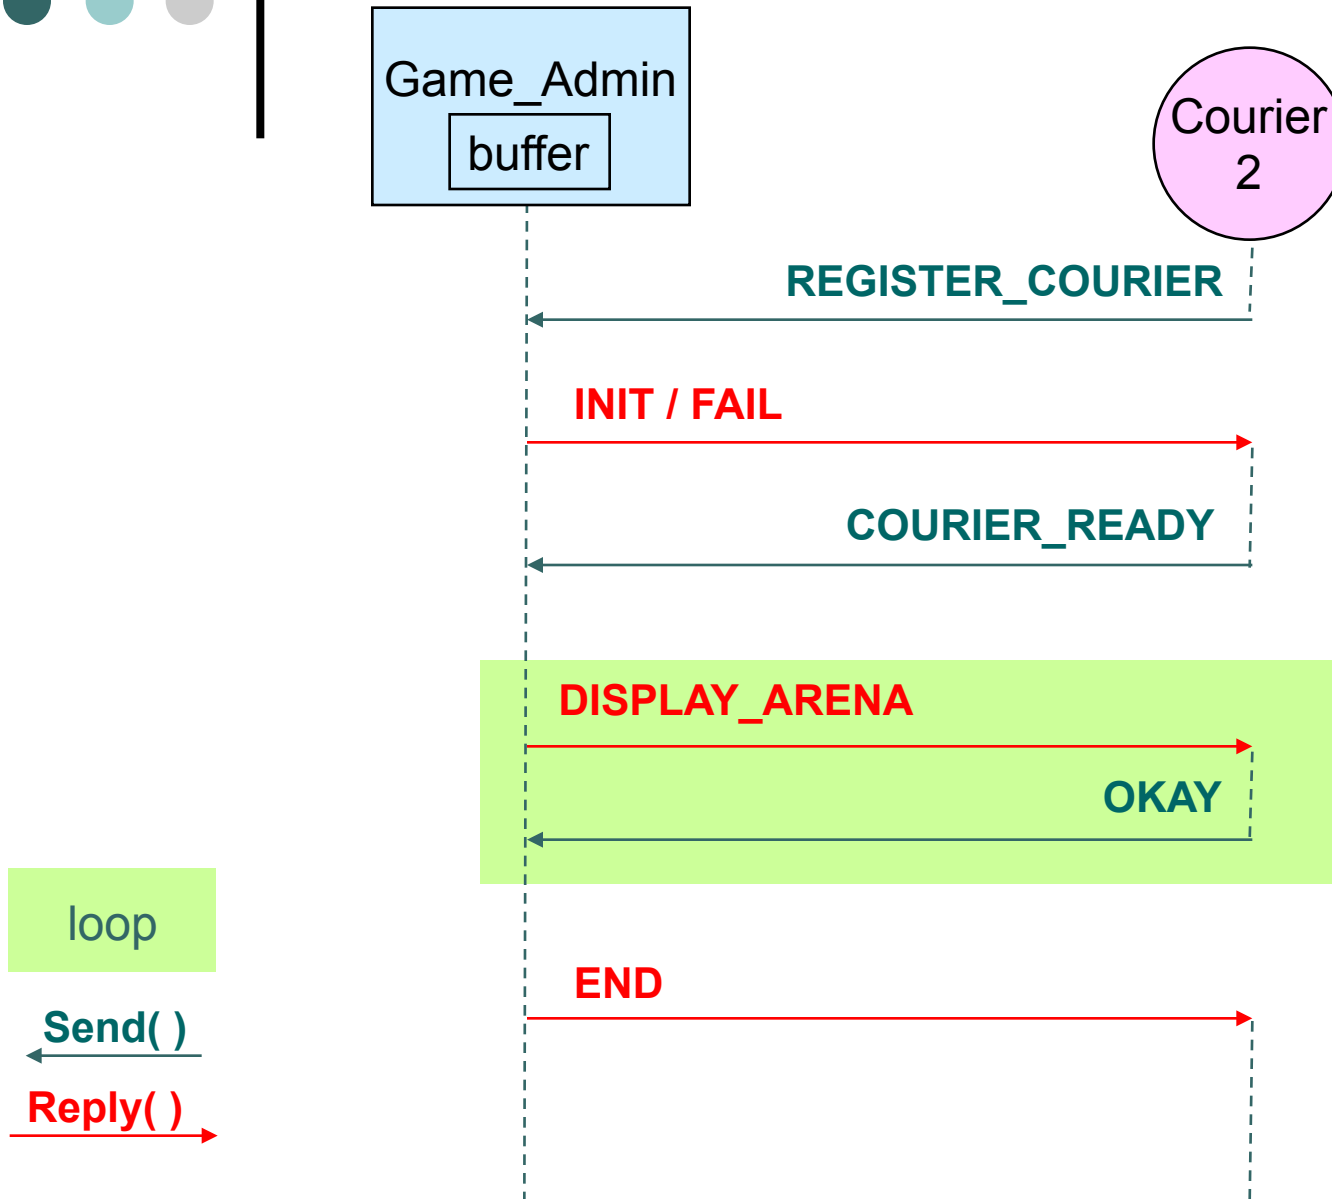 Game_Admin
buffer
Courier
2
REGISTER_COURIER
INIT / FAIL
COURIER_READY
DISPLAY_ARENA
OKAY
loop
END
Send( )
Reply( )